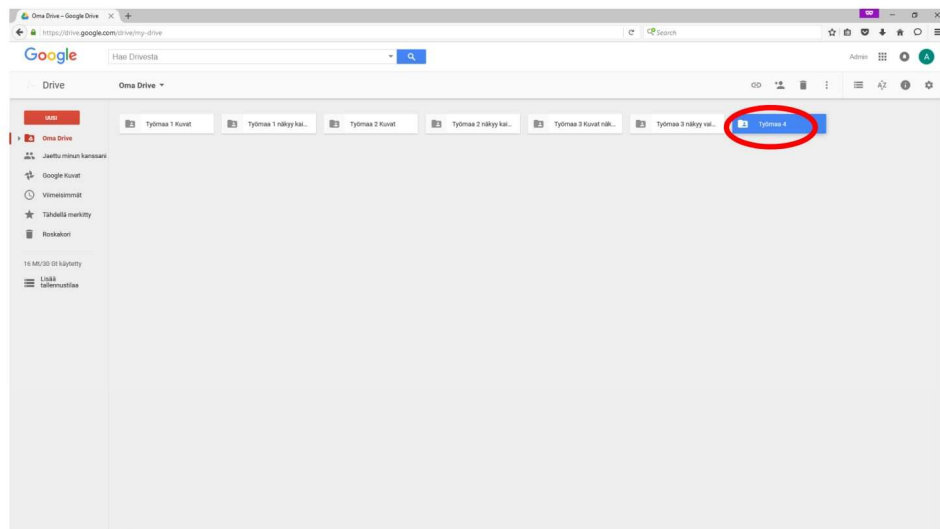 Oma Drive – Google Drive
https://drive.google.com/drive/my-drive
Search
Google
Hae Drivesta
Admin
A
Drive
Oma Drive
AZ
UUSI
Työmaa 1 Kuvat
Työmaa 1 näkyy kai...
Työmaa 2 Kuvat
Työmaa 2 näkyy kai...
Työmaa 3 Kuvat näk...
Työmaa 3 näkyy vai...
Työmaa 4
Oma Drive
Jaettu minun kanssani
Google Kuvat
Viimeisimmät
Tähdellä merkitty
Roskakori
16 Mt/30 Gt käytetty
Lisää
tallennustilaa